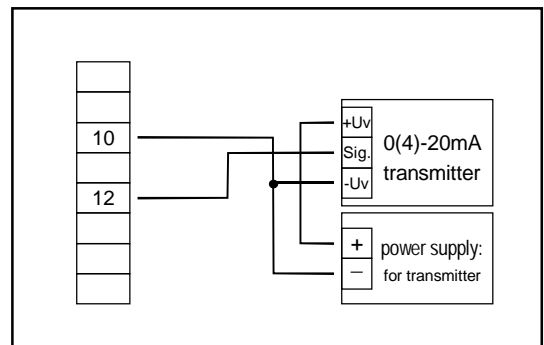 10
12
+Uv
Sig.
-Uv
0(4)-20mA
transmitter
+
−
power supply:
for transmitter